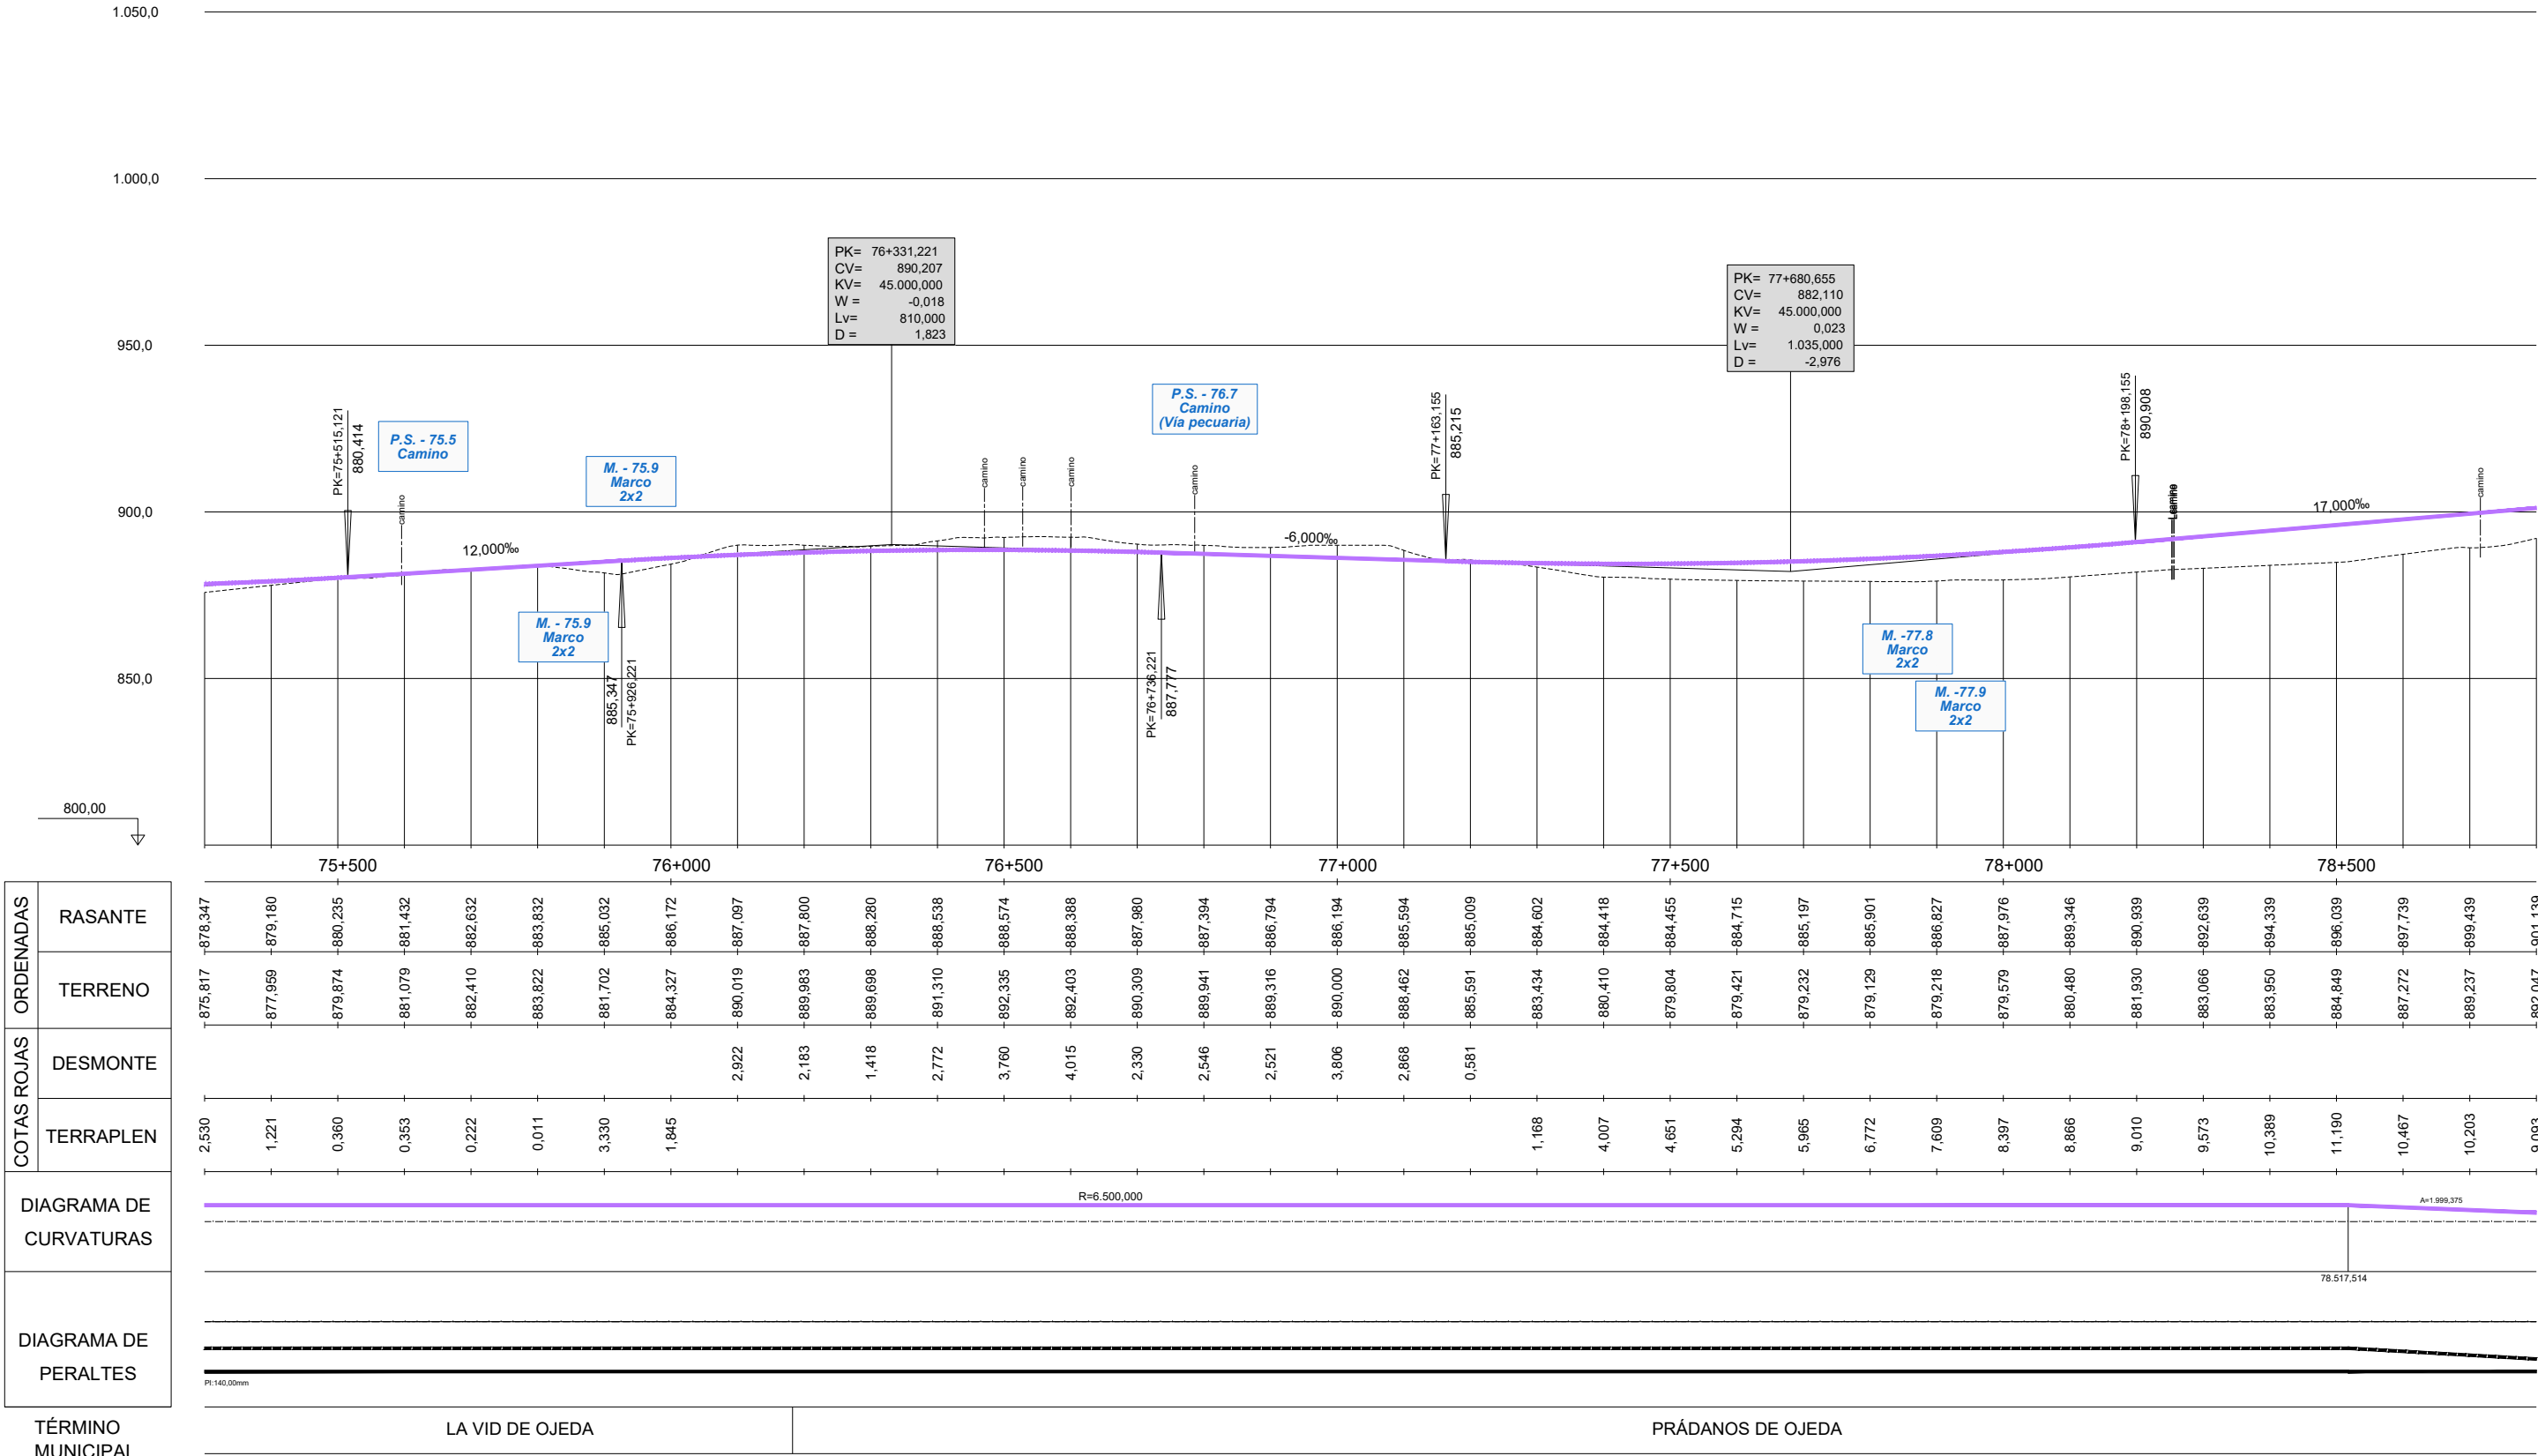 1.050,0
1.000,0
950,0
900,0
850,0
800,00
PK= 76+331,221
CV= 890,207
KV= 45.000,000
W = -0,018
Lv= 810,000
D = 1,823
PK= 77+680,655
CV= 882,110
KV= 45.000,000
W = 0,023
Lv= 1.035,000
D = -2,976
PK=75+515,121
880,414
P.S. - 75.5
Camino
camino
12,000‰
M. - 75.9
Marco
2x2
M. - 75.9
Marco
2x2
885,347
PK=75+926,221
camino
camino
camino
P.S. - 76.7
Camino
(Vía pecuaria)
camino
PK=76+736,221
887,777
-6,000‰
PK=77+163,155
885,215
M. -77.8
Marco
2x2
M. -77.9
Marco
2x2
PK=78+198,155
890,908
17,000‰
camino
75+500 76+000 76+500 77+000 77+500 78+000 78+500
ORDENADAS
RASANTE
878,347 879,180 880,235 881,432 882,632 883,832 885,032 886,172 887,097 887,800 888,280 888,538 888,574 888,388 887,980 887,394 886,794 886,194 885,594 885,009 884,602 884,418 884,455 884,715 885,197 885,901 886,827 887,976 889,346 890,939 892,639 894,339 896,039 897,739 899,439 901,139
TERRENO
875,817 877,959 879,874 881,079 882,410 883,822 881,702 884,327 890,019 889,983 889,698 891,310 892,335 892,403 890,309 889,941 889,316 890,000 888,462 885,591 883,434 880,410 879,804 879,421 879,232 879,129 879,218 879,579 880,480 881,930 883,066 883,950 884,849 887,272 889,237 892,047
COTAS ROJAS
DESMONTE
2,922 2,183 1,418 2,772 3,760 4,015 2,330 2,546 2,521 3,806 2,868 0,581
TERRAPLEN
2,530 1,221 0,360 0,353 0,222 0,011 3,330 1,845 1,168 4,007 4,651 5,294 5,965 6,772 7,609 8,397 8,866 9,010 9,573 10,389 11,190 10,467 10,203 9,093
DIAGRAMA DE
CURVATURAS
R=6.500,000
A=1.999,375
78.517,514
DIAGRAMA DE
PERALTES
PI:140,00mm
TÉRMINO
MUNICIPAL
LA VID DE OJEDA
PRÁDANOS DE OJEDA